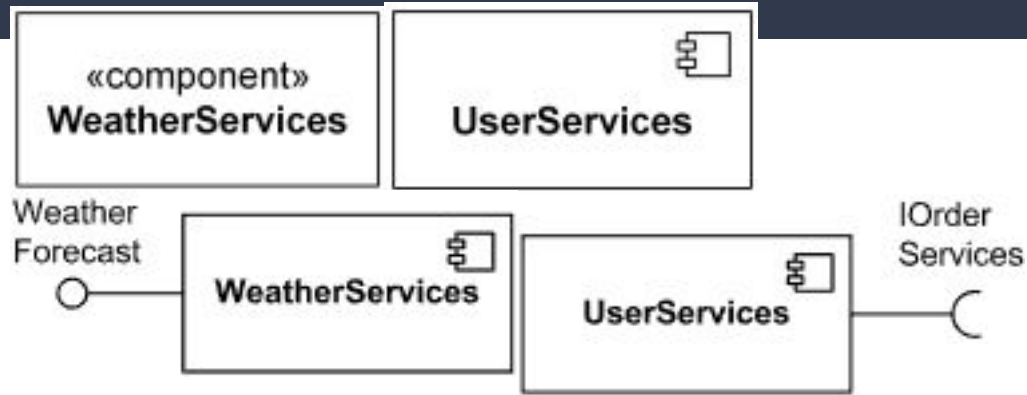 «component»
WeatherServices
UserServices
Weather
Forecast
WeatherServices
UserServices
IOrder
Services